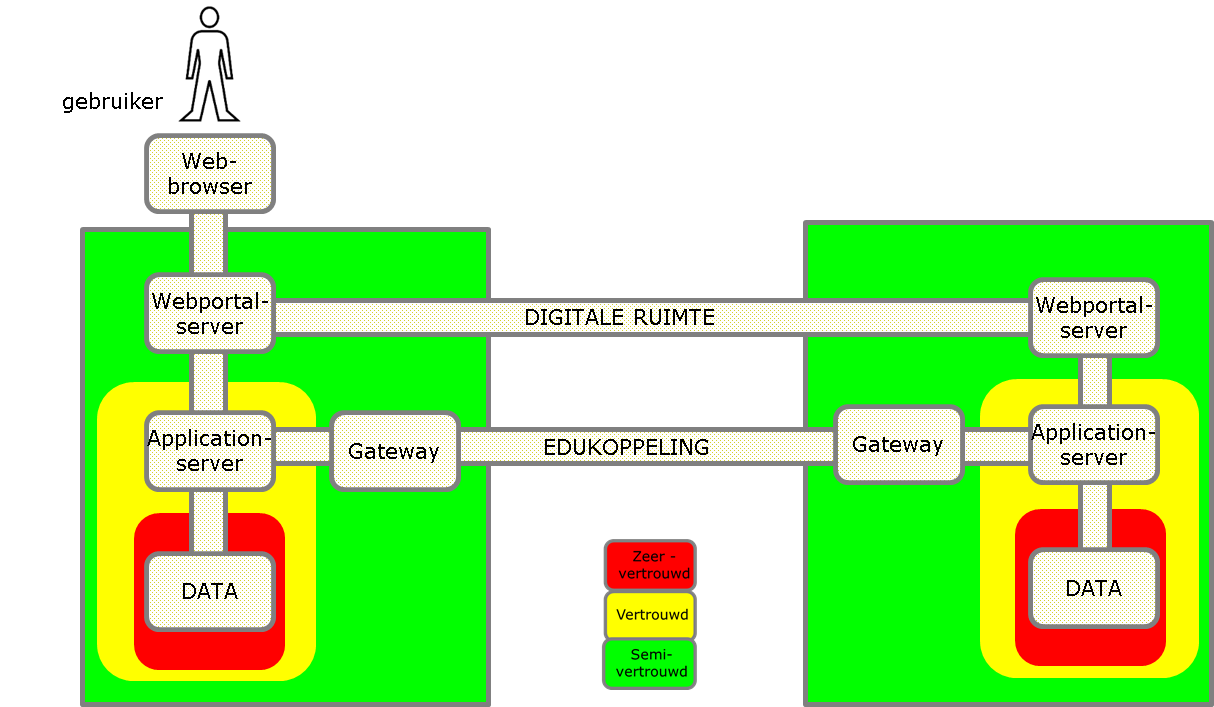 gebruiker
Web-
browser
Webportal-
server
DIGITALE RUIMTE
Webportal-
server
Application-
server
Gateway
EDUKOPPELING
Gateway
Application-
server
DATA
Zeer -
vertrouwd
Vertrouwd
Semi-
vertrouwd
DATA